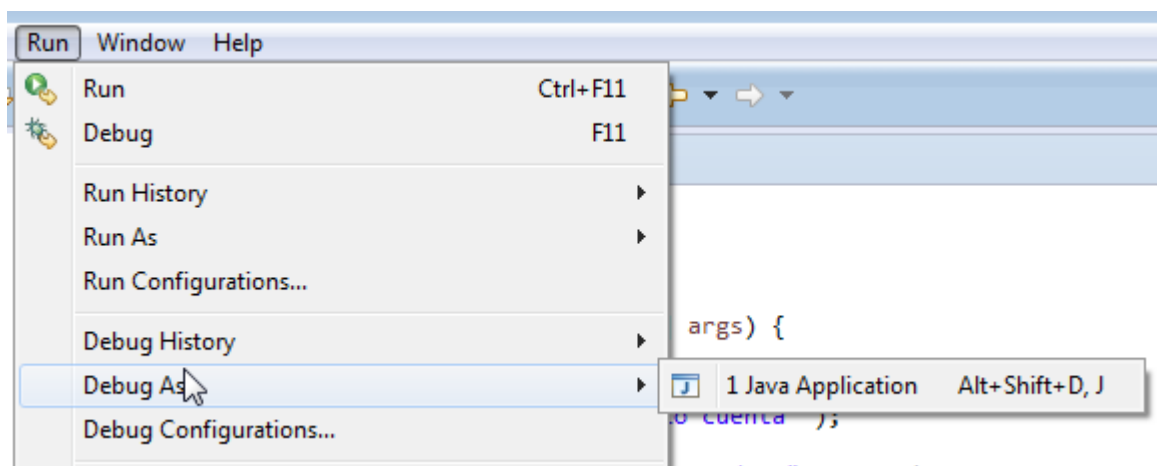 Run Window Help
Run Ctrl+F11
Debug F11
Run History
Run As
Run Configurations...
args) {
Debug History
Debug As
1 Java Application Alt+Shift+D, J
cuenta" );
Debug Configurations...